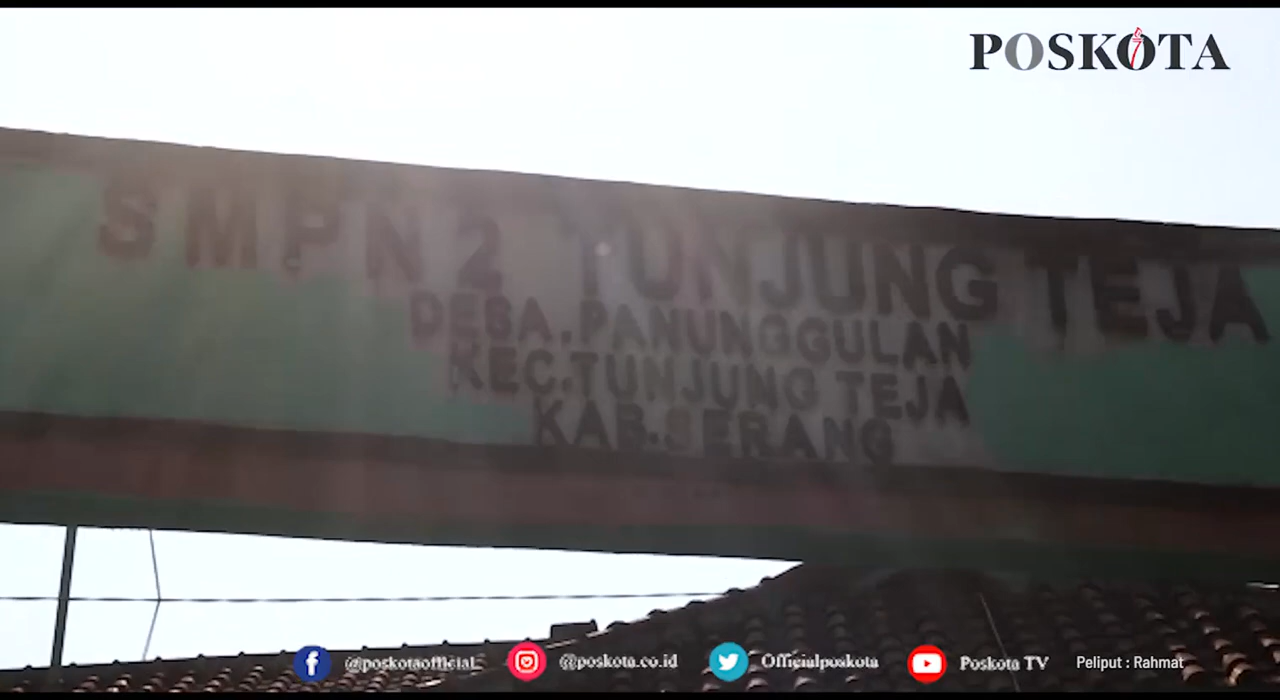 POSKOTA
SMPN 2 TUNJUNG TEJA
DESA.PANUNGGULAN
KEC.TUNJUNG TEJA
KAB.SERANG
@poskotaofficial @poskota.co.id Officialposkota Poskota TV Peliput : Rahmat